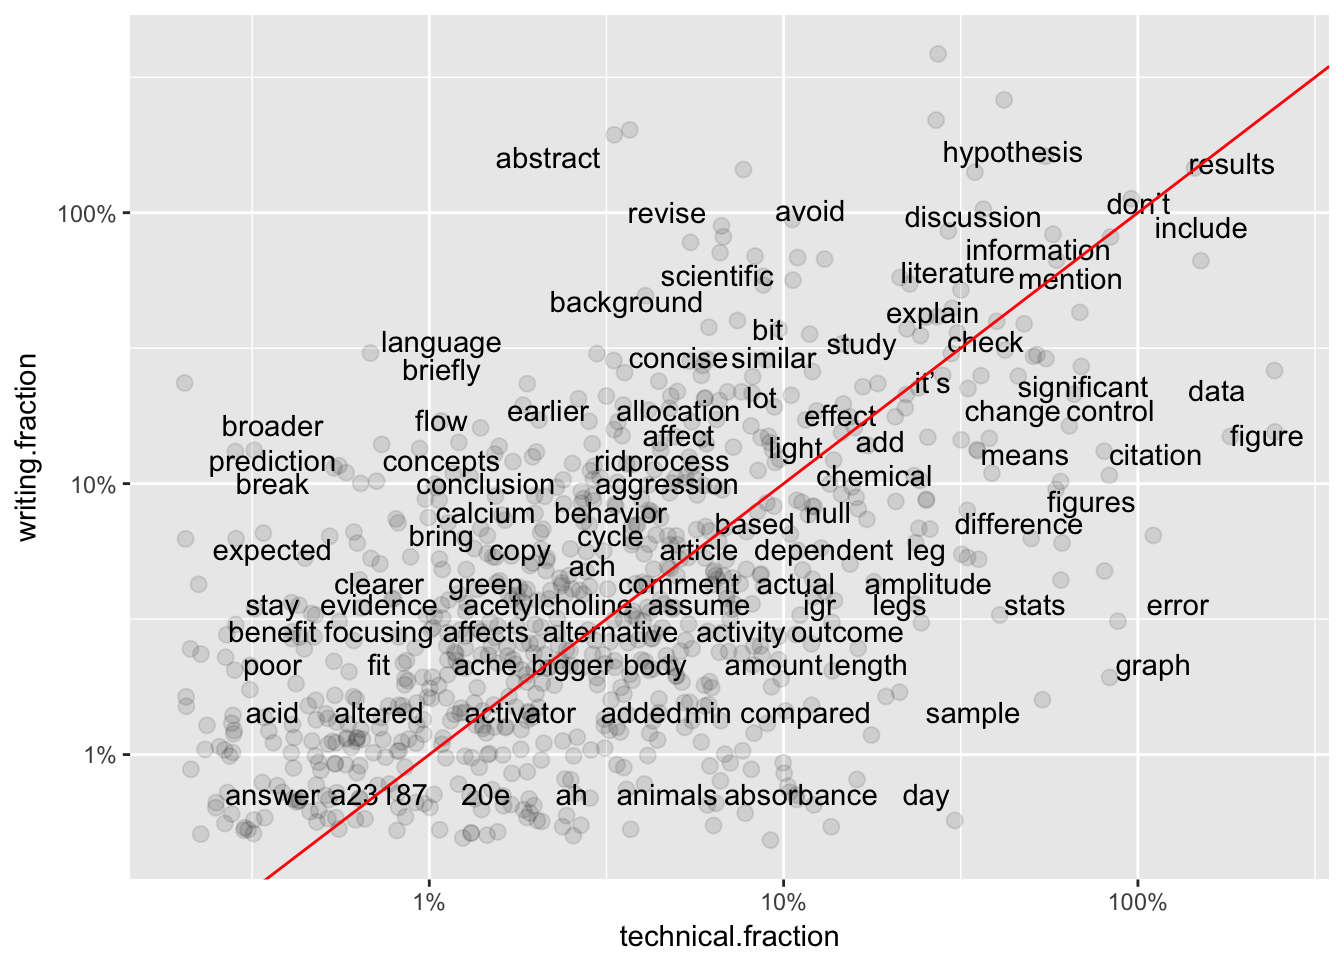 abstract
hypothesis
results
100%
revise
avoid
discussion
don't
include
information
scientific
literature
mention
background
explain
bit
language
concise
similar
study
check
briefly
it's
significant
data
lot
broader
flow
earlier
allocation
effect
change
control
affect
light
add
figure
prediction
concepts
ridprocess
means
citation
10%
break
conclusion
aggression
chemical
figures
calcium
behavior
based
null
difference
bring
cycle
expected
copy
article
dependent
leg
ach
clearer
green
comment
actual
amplitude
stay
evidence
acetylcholine
assume
igr
legs
stats
error
benefit
focusing
affects
alternative
activity
outcome
poor
fit
ache
bigger
body
amount
length
graph
acid
altered
activator
added
min
compared
sample
1%
answer
a23187
20e
ah
animals
absorbance
day
1%
10%
100%
technical.fraction
writing.fraction